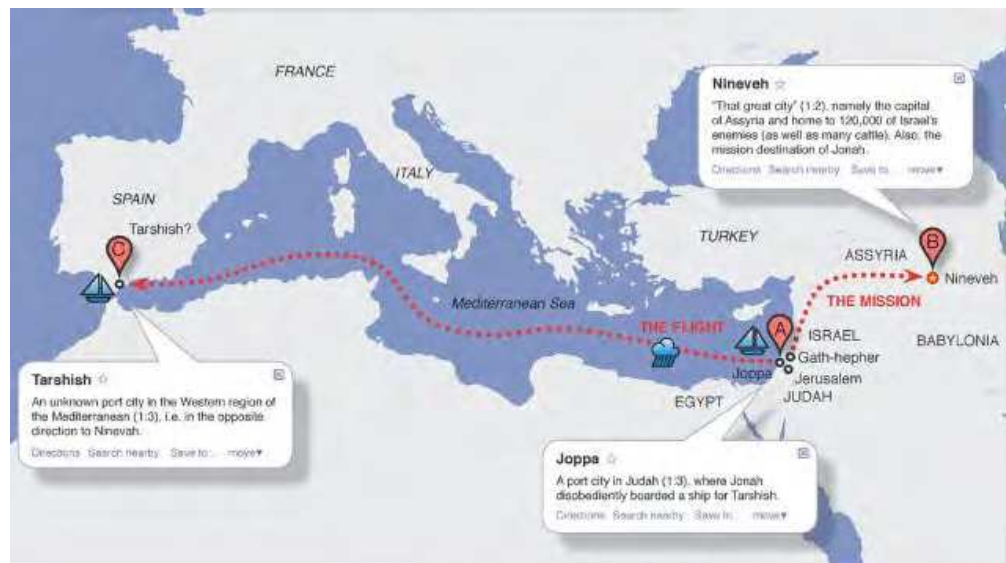 FRANCE
Nineveh ☆
"That great city" (1:2), namely the capital
of Assyria and home to 120,000 of Israel's
enemies (as well as many cattle). Also, the
mission destination of Jonah.
Directions Search nearby Save to... move▾
ITALY
SPAIN
Tarshish?
C
TURKEY
B
ASSYRIA
Nineveh
Mediterranean Sea
THE MISSION
THE FLIGHT
A
ISRAEL
BABYLONIA
Gath-hepher
Joppa
Jerusalem
JUDAH
EGYPT
Tarshish ☆
An unknown port city in the Western region of
the Mediterranean (1:3), i.e. in the opposite
direction to Ninevah.
Directions Search nearby Save to... move▾
Joppa ☆
A port city in Judah (1:3), where Jonah
disobediently boarded a ship for Tarshish.
Directions Search nearby Save to... move▾